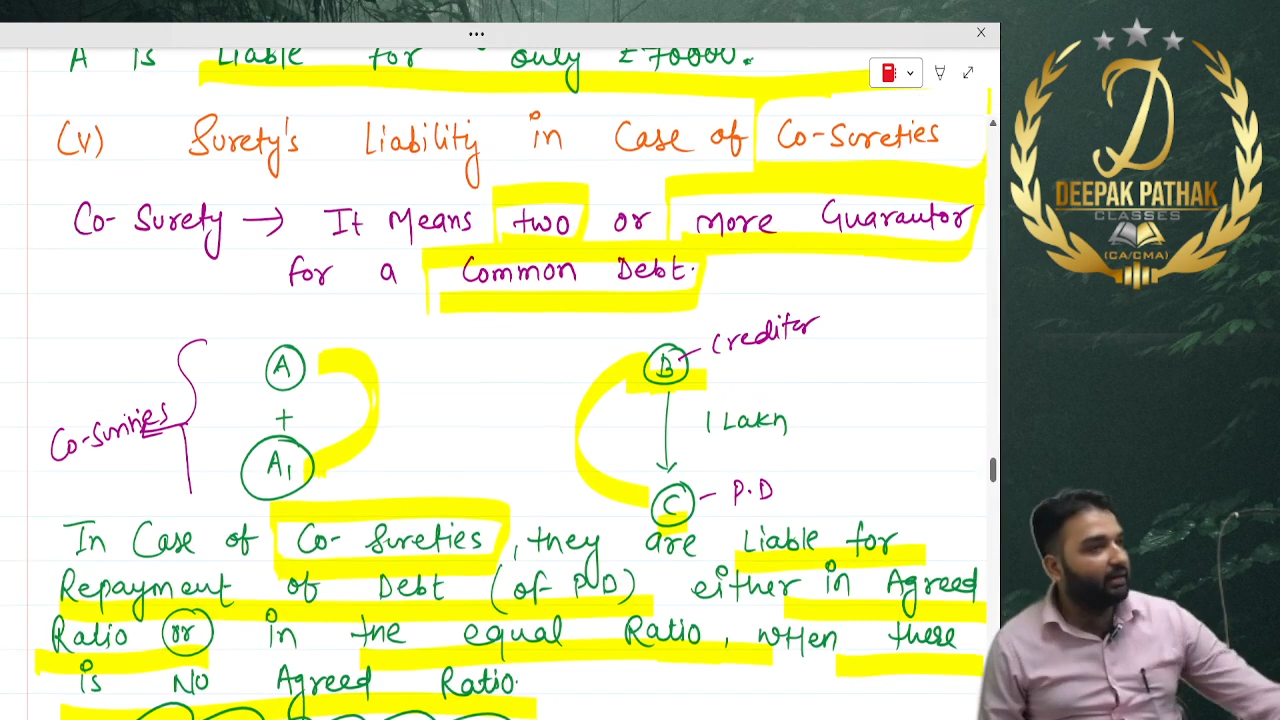 A is Liable for only ₹70000.
(v) Surety's Liability in Case of Co-Sureties
Co-Surety → It Means two or more Guarantor
for a Common Debt.
Co-Surities
A
+
A1
B
Creditor
1 Lakh
C
P.D
In Case of Co-Sureties, they are Liable for
Repayment of Debt (of P.D) either in Agreed
Ratio or in the equal Ratio, when there
is No Agreed Ratio.
D
DEEPAK PATHAK
CLASSES
(CA/CMA)